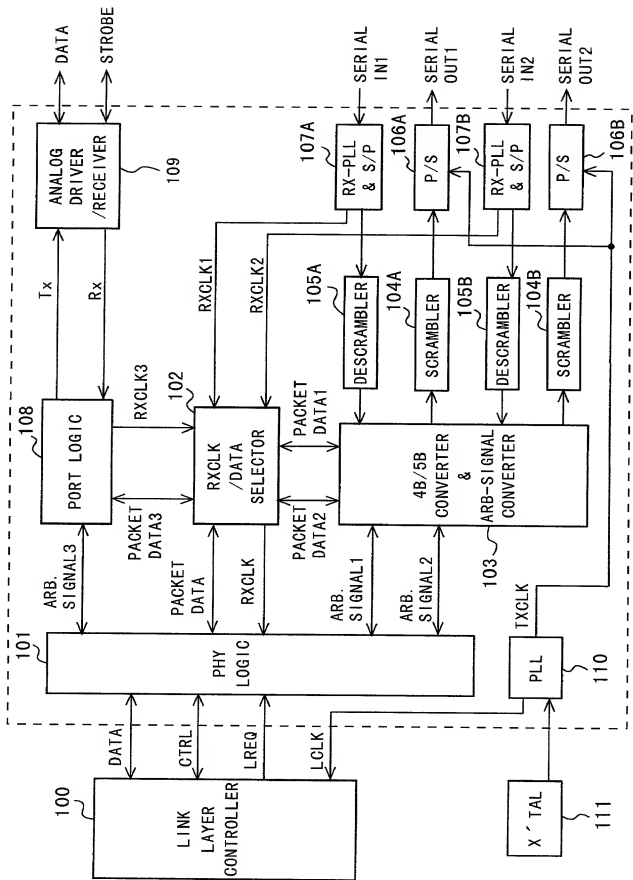 100
LINK
LAYER
CONTROLLER
DATA
CTRL
LREQ
LCLK
101
PHY
LOGIC
ARB.
SIGNAL3
PACKET
DATA
RXCLK
ARB.
SIGNAL1
ARB.
SIGNAL2
108
PORT LOGIC
Tx
Rx
ANALOG
DRIVER
/RECEIVER
109
DATA
STROBE
PACKET
DATA3
RXCLK3
102
RXCLK
/DATA
SELECTOR
RXCLK1
RXCLK2
PACKET
DATA2
PACKET
DATA1
4B/5B
CONVERTER
&
ARB-SIGNAL
CONVERTER
103
105A
DESCRAMBLER
104A
SCRAMBLER
105B
DESCRAMBLER
104B
SCRAMBLER
107A
RX-PLL
& S/P
106A
P/S
107B
RX-PLL
& S/P
P/S
106B
SERIAL
IN1
SERIAL
OUT1
SERIAL
IN2
SERIAL
OUT2
TXCLK
PLL
110
X'TAL
111